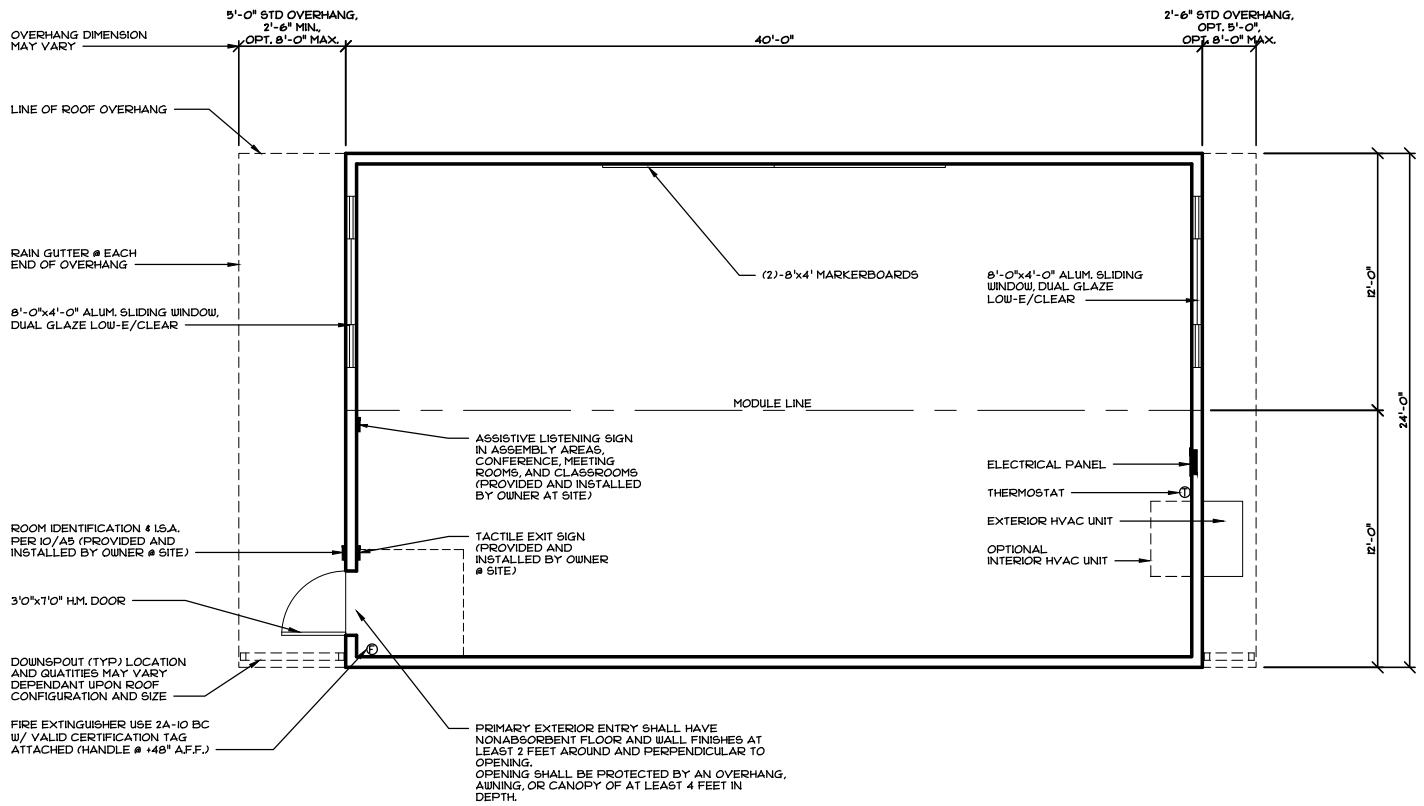 5'-0" STD OVERHANG,
2'-6" MIN.,
OPT. 8'-0" MAX.
2'-6" STD OVERHANG,
OPT. 5'-0",
OPT. 8'-0" MAX.
OVERHANG DIMENSION
MAY VARY
40'-0"
LINE OF ROOF OVERHANG
RAIN GUTTER @ EACH
END OF OVERHANG
(2)-8'x4' MARKERBOARDS
8'-0"x4'-0" ALUM. SLIDING
WINDOW, DUAL GLAZE
LOW-E/CLEAR
12'-0"
8'-0"x4'-0" ALUM. SLIDING WINDOW,
DUAL GLAZE LOW-E/CLEAR
MODULE LINE
24'-0"
ASSISTIVE LISTENING SIGN
IN ASSEMBLY AREAS,
CONFERENCE, MEETING
ROOMS, AND CLASSROOMS
(PROVIDED AND INSTALLED
BY OWNER AT SITE)
ELECTRICAL PANEL
THERMOSTAT
T
EXTERIOR HVAC UNIT
OPTIONAL
INTERIOR HVAC UNIT
12'-0"
ROOM IDENTIFICATION & I.S.A.
PER 10/A5 (PROVIDED AND
INSTALLED BY OWNER @ SITE)
TACTILE EXIT SIGN
(PROVIDED AND
INSTALLED BY OWNER
@ SITE)
3'0"x7'0" H.M. DOOR
F
DOWNSPOUT (TYP) LOCATION
AND QUATITIES MAY VARY
DEPENDANT UPON ROOF
CONFIGURATION AND SIZE
FIRE EXTINGUISHER USE 2A-10 BC
W/ VALID CERTIFICATION TAG
ATTACHED (HANDLE @ +48" A.F.F.)
PRIMARY EXTERIOR ENTRY SHALL HAVE
NONABSORBENT FLOOR AND WALL FINISHES AT
LEAST 2 FEET AROUND AND PERPENDICULAR TO
OPENING.
OPENING SHALL BE PROTECTED BY AN OVERHANG,
AWNING, OR CANOPY OF AT LEAST 4 FEET IN
DEPTH.